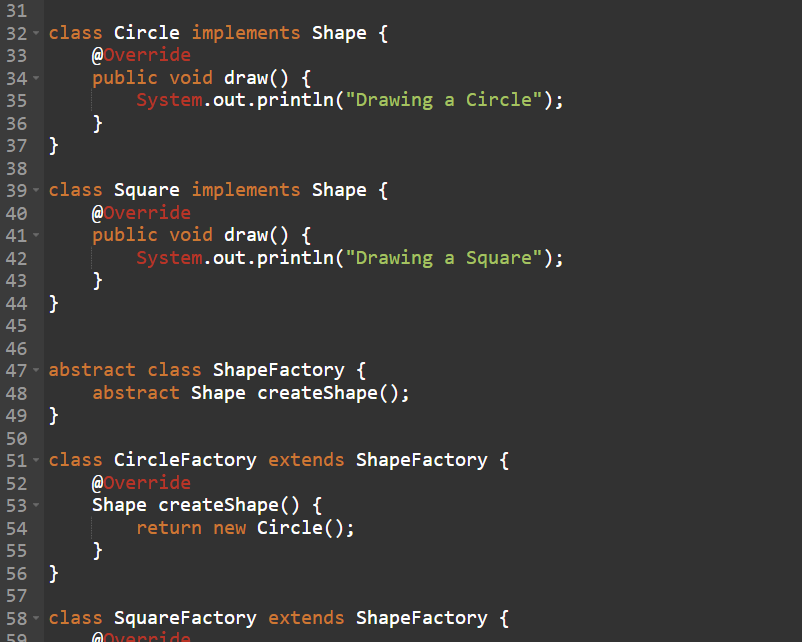 31
32 class Circle implements Shape {
33     @Override
34     public void draw() {
35         System.out.println("Drawing a Circle");
36     }
37 }
38
39 class Square implements Shape {
40     @Override
41     public void draw() {
42         System.out.println("Drawing a Square");
43     }
44 }
45
46
47 abstract class ShapeFactory {
48     abstract Shape createShape();
49 }
50
51 class CircleFactory extends ShapeFactory {
52     @Override
53     Shape createShape() {
54         return new Circle();
55     }
56 }
57
58 class SquareFactory extends ShapeFactory {
59     @Override